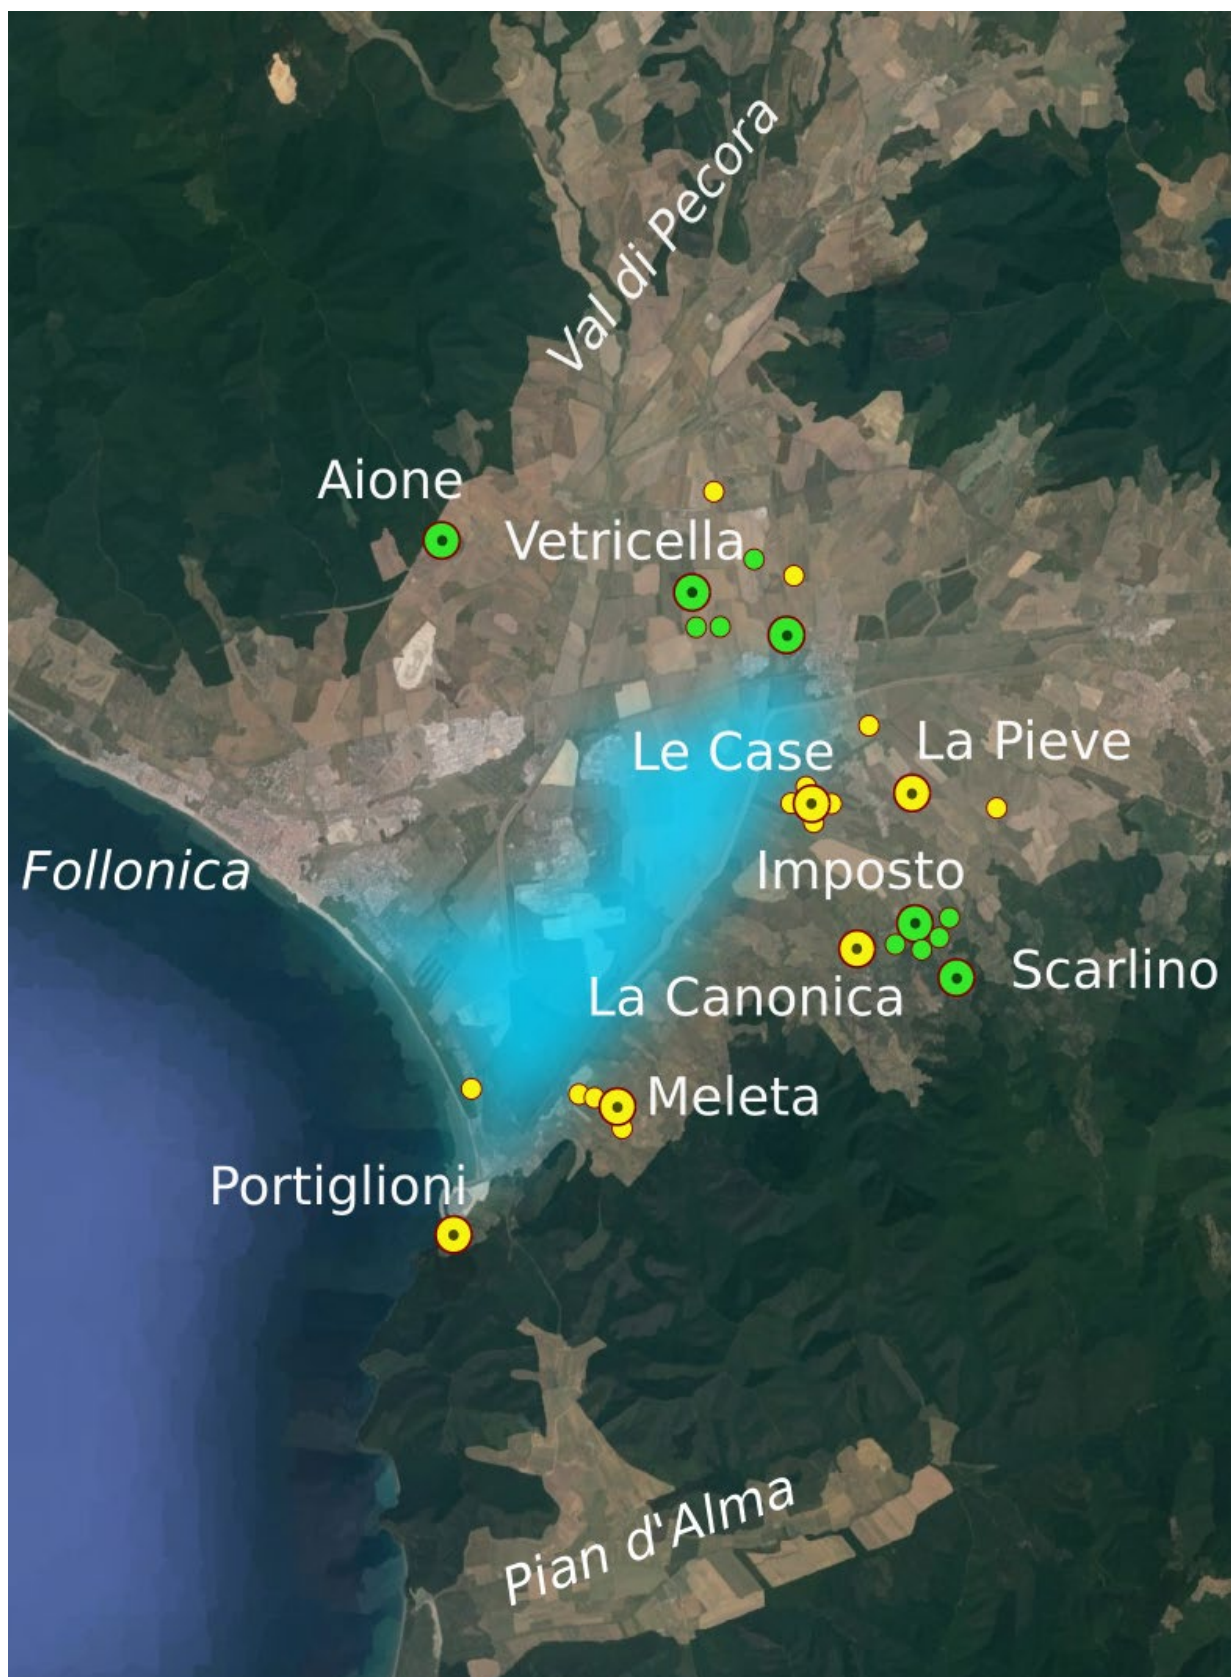 Val di Pecora
Aione
Vetricella
La Pieve
Le Case
Follonica
Imposto
Scarlino
La Canonica
Meleta
Portiglioni
Pian d'Alma